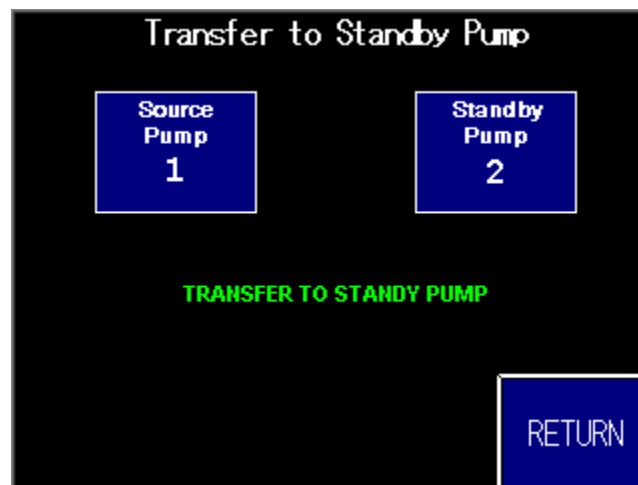 Transfer to Standby Pump
Source
Pump
1
Standby
Pump
2
TRANSFER TO STANDY PUMP
RETURN